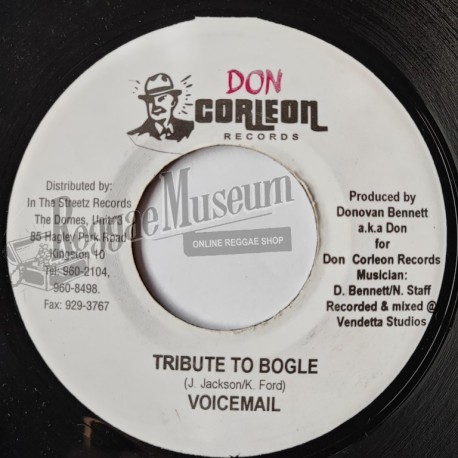 DON
CORLEON
RECORDS
Distributed by:
In The Streetz Records
The Domes, Unit 3
85 Hagley Park Road
Kingston 10
Tel: 960-2104,
960-8498.
Fax: 929-3767
Reggae Museum
ONLINE REGGAE SHOP
Produced by
Donovan Bennett
a.k.a Don
for
Don Corleon Records
Musician:
D. Bennett/N. Staff
Recorded & mixed @
Vendetta Studios
TRIBUTE TO BOGLE
(J. Jackson/K. Ford)
VOICEMAIL